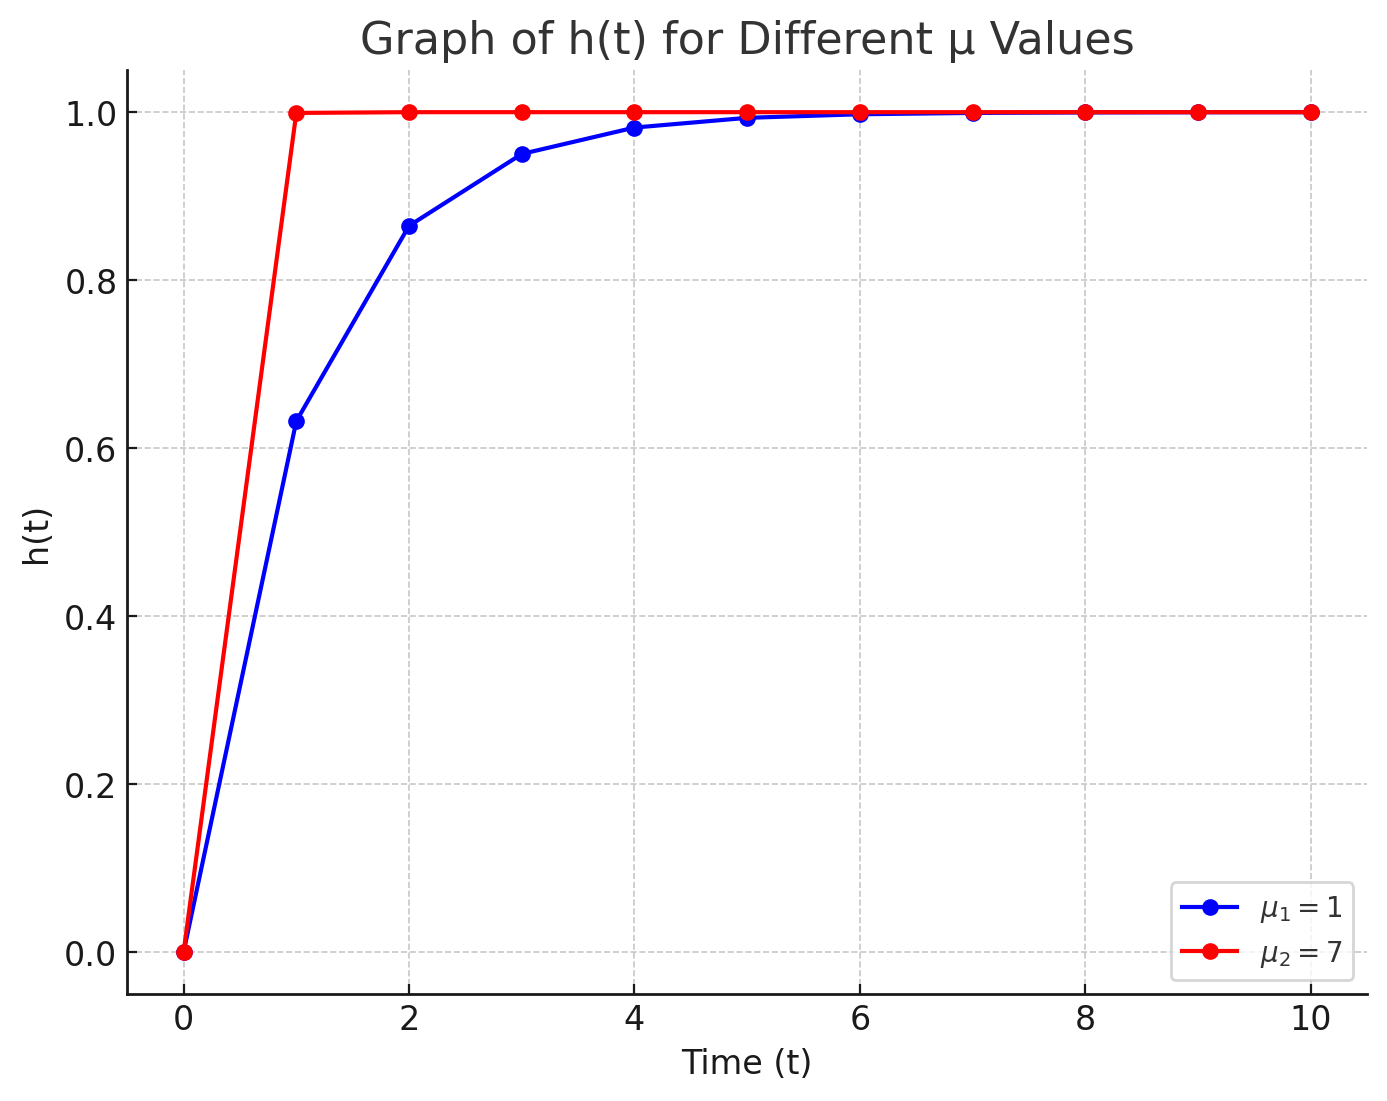 Graph of h(t) for Different μ Values
1.0
0.8
0.6
0.4
0.2
0.0
h(t)
0 2 4 6 8 10
Time (t)
μ₁ = 1
μ₂ = 7